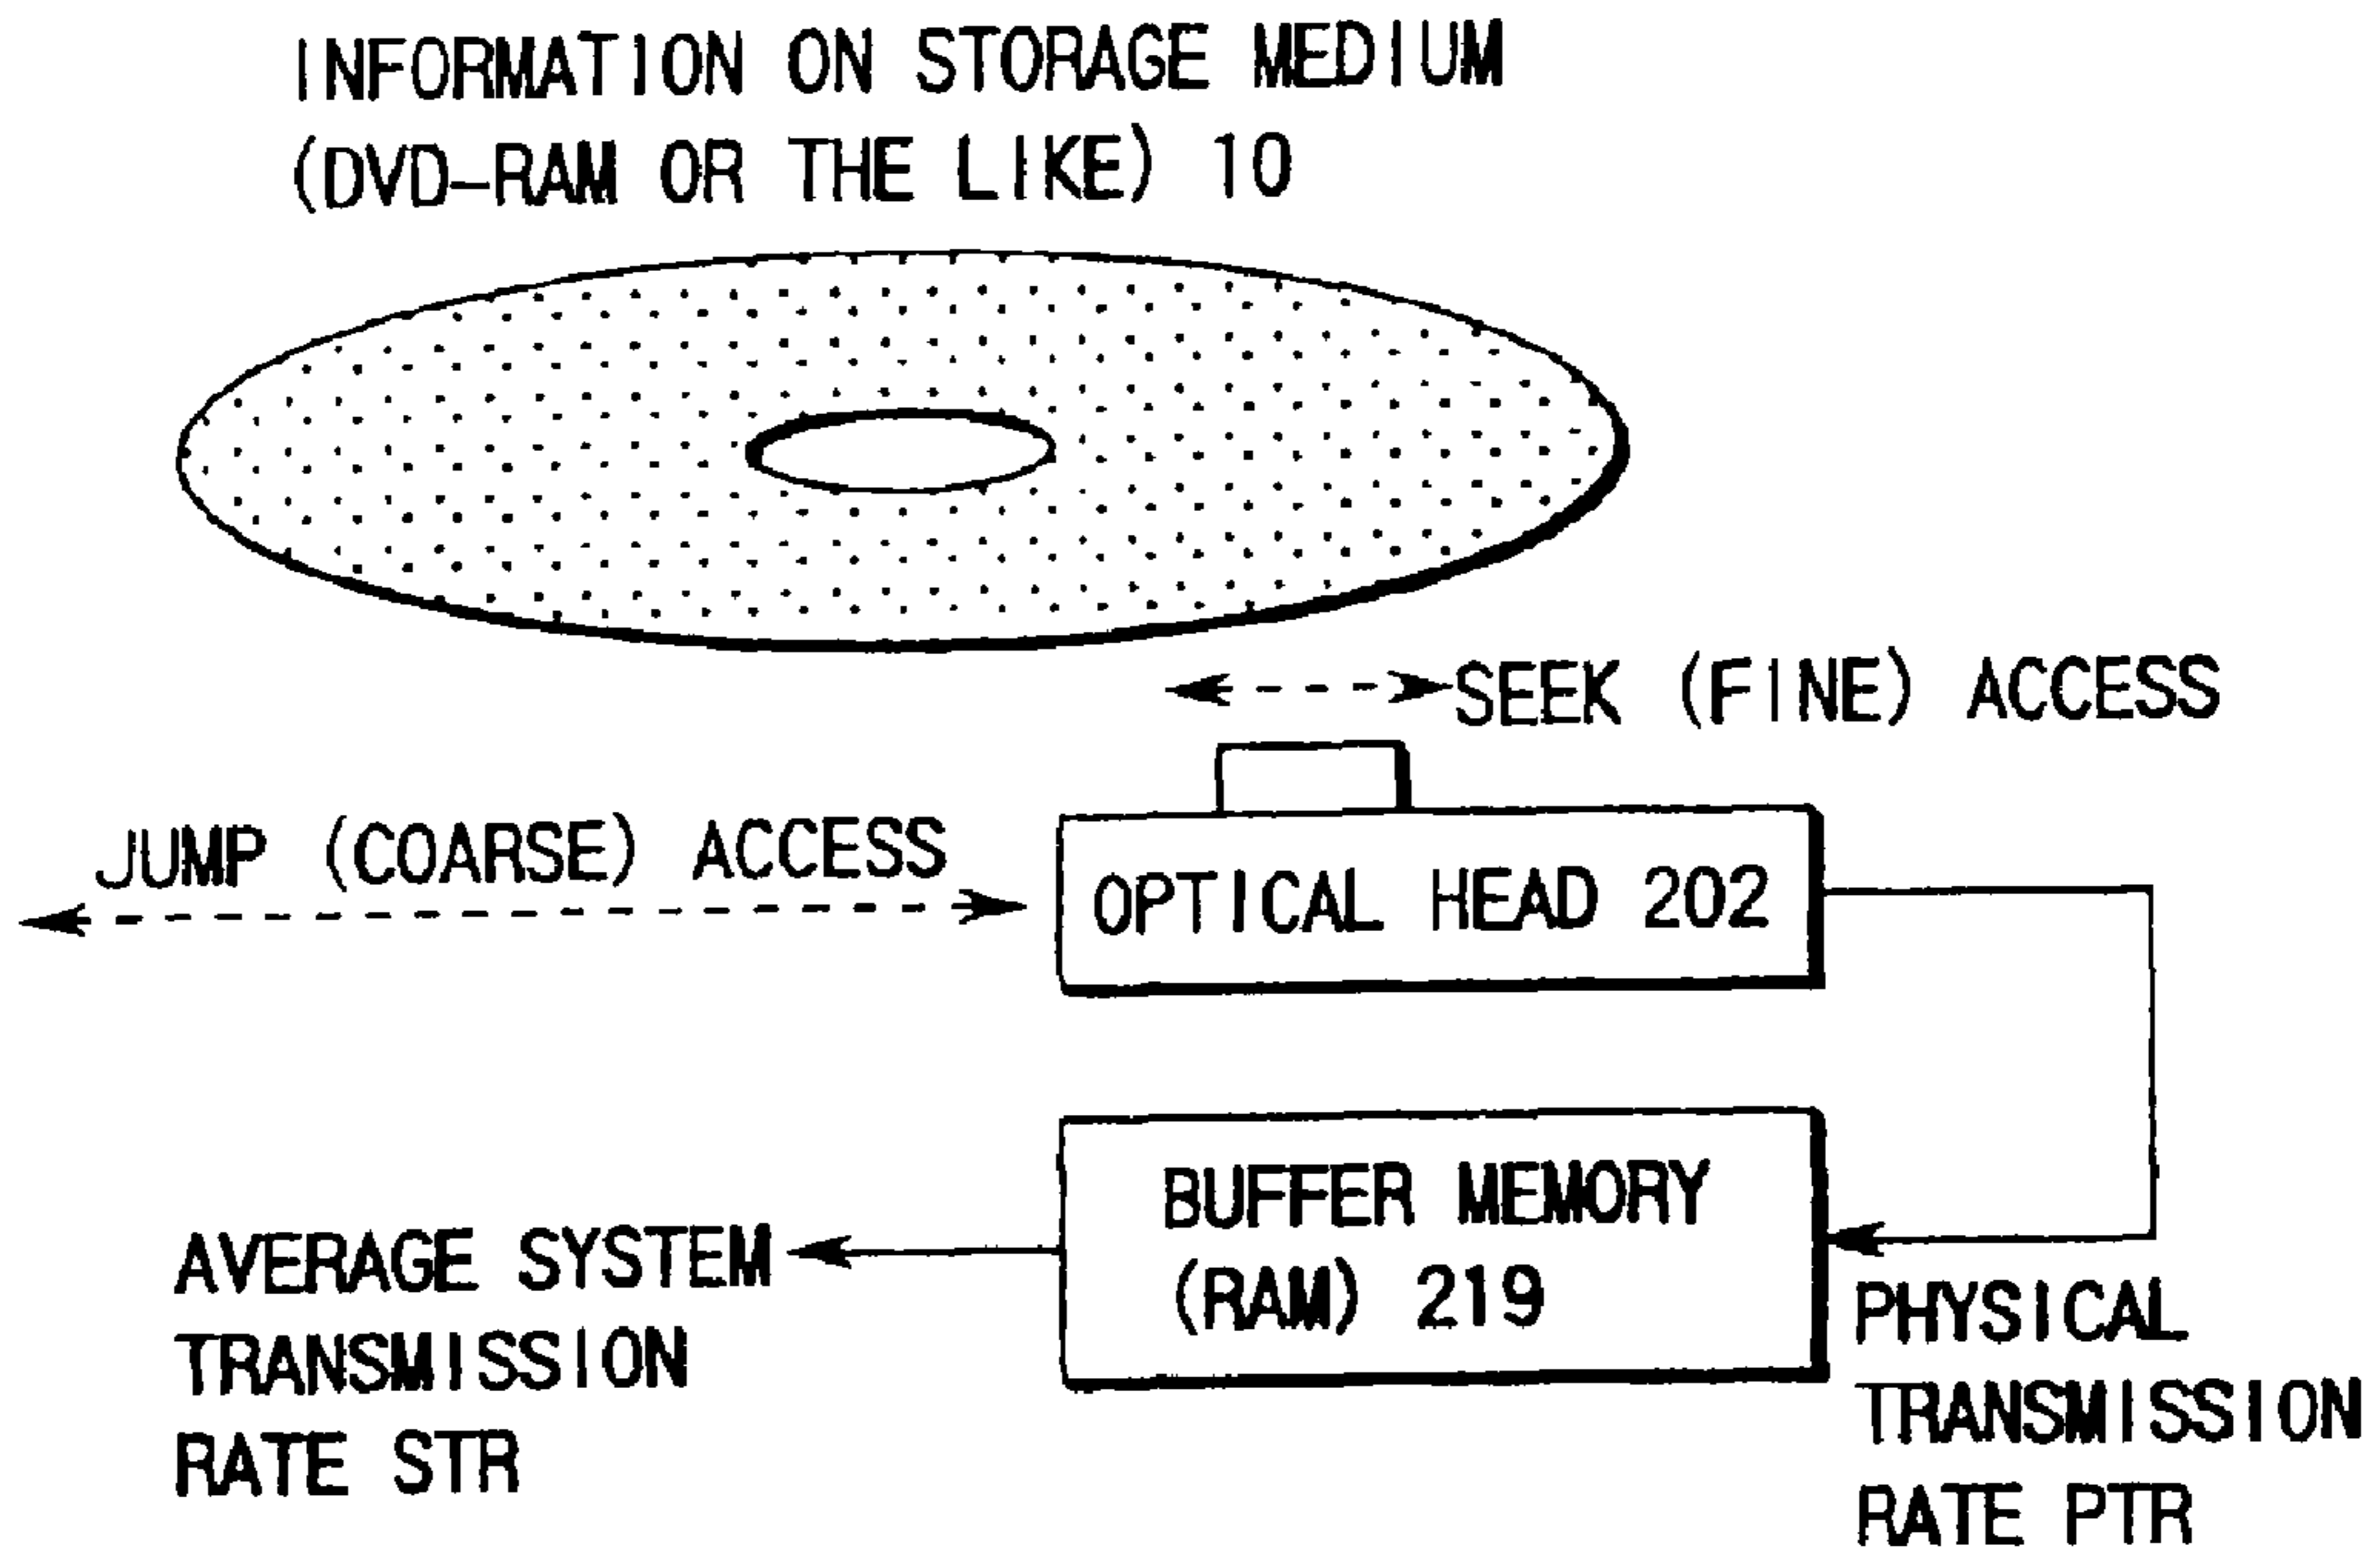 INFORMATION ON STORAGE MEDIUM
(DVD-RAM OR THE LIKE) 10
SEEK (FINE) ACCESS
JUMP (COARSE) ACCESS
OPTICAL HEAD 202
BUFFER MEMORY
(RAM) 219
AVERAGE SYSTEM
TRANSMISSION
RATE STR
PHYSICAL
TRANSMISSION
RATE PTR